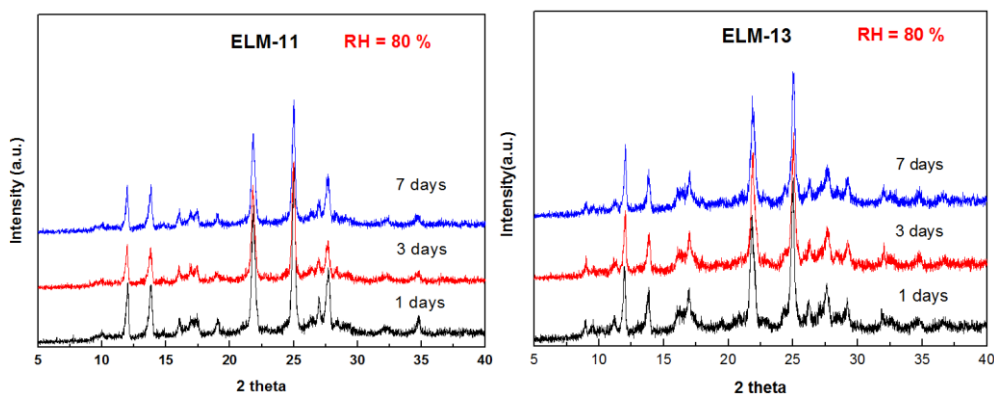 ELM-11 RH = 80 %
Intensity (a.u.)
7 days
3 days
1 days
5 10 15 20 25 30 35 40
2 theta
ELM-13 RH = 80 %
Intensity(a.u.)
7 days
3 days
1 days
5 10 15 20 25 30 35 40
2 theta